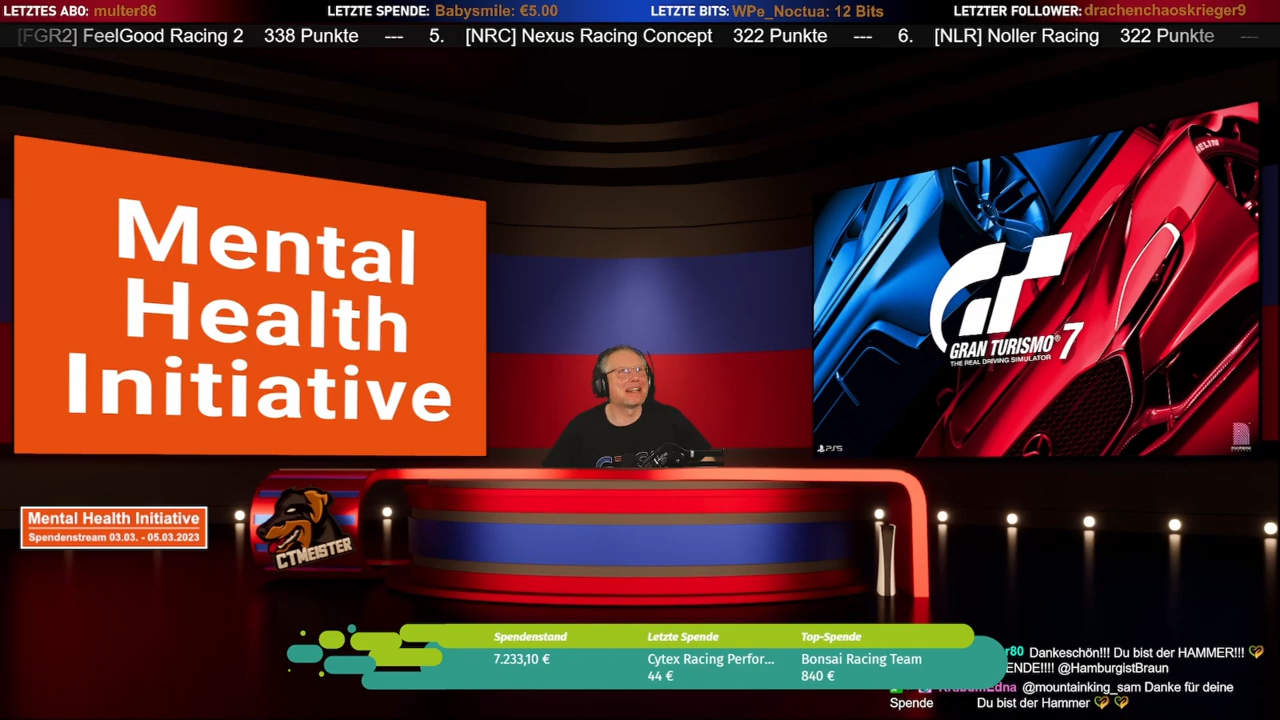 LETZTES ABO: multer86
LETZTE SPENDE: Babysmile: €5.00
LETZTE BITS: WPe_Noctua: 12 Bits
LETZTER FOLLOWER: drachenchaoskrieger9
[FGR2] FeelGood Racing 2 338 Punkte --- 5. [NRC] Nexus Racing Concept 322 Punkte --- 6. [NLR] Noller Racing 322 Punkte ---
Mental
Health
Initiative
GT
GRAN TURISMO® 7
THE REAL DRIVING SIMULATOR
PS5
Mental Health Initiative
Spendenstream 03.03. - 05.03.2023
CTMEISTER
Spendenstand
7.233,10 €
Letzte Spende
Cytex Racing Perfor...
44 €
Top-Spende
Bonsai Racing Team
840 €
r80 Dankeschön!!! Du bist der HAMMER!!!
ENDE!!!! @HamburgistBraun
@mountainking_sam Danke für deine
Spende Du bist der Hammer